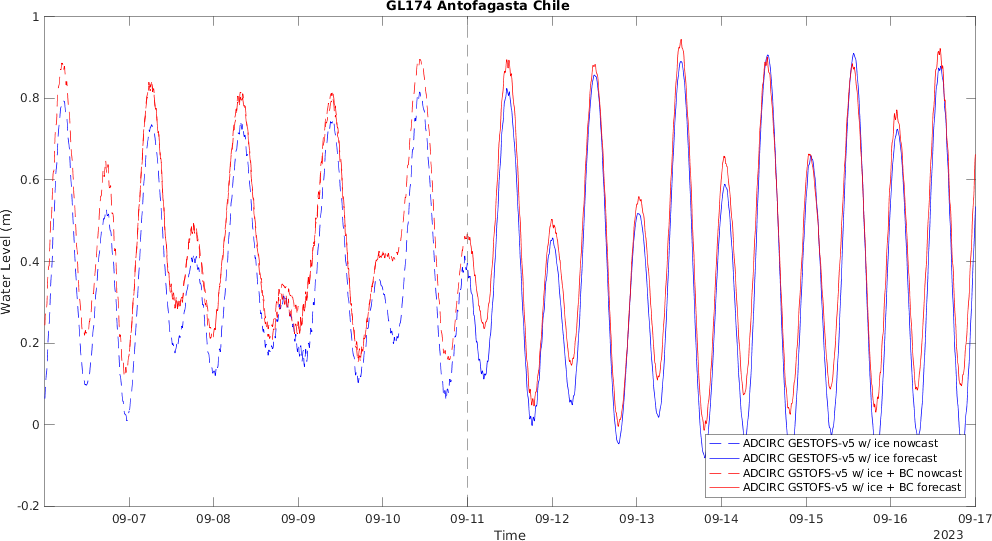 GL174 Antofagasta Chile
Water Level (m)
1
0.8
0.6
0.4
0.2
0
-0.2
ADCIRC GESTOFS-v5 w/ ice nowcast
ADCIRC GESTOFS-v5 w/ ice forecast
ADCIRC GSTOFS-v5 w/ ice + BC nowcast
ADCIRC GSTOFS-v5 w/ ice + BC forecast
09-07 09-08 09-09 09-10 09-11 09-12 09-13 09-14 09-15 09-16 09-17
Time
2023